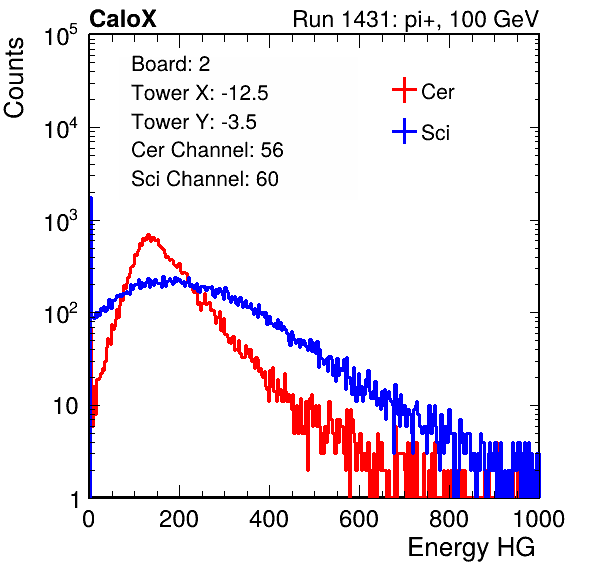 CaloX Run 1431: pi+, 100 GeV
Counts
10^5
10^4
10^3
10^2
10
1
Board: 2
Tower X: -12.5
Tower Y: -3.5
Cer Channel: 56
Sci Channel: 60
Cer
Sci
0 200 400 600 800 1000
Energy HG